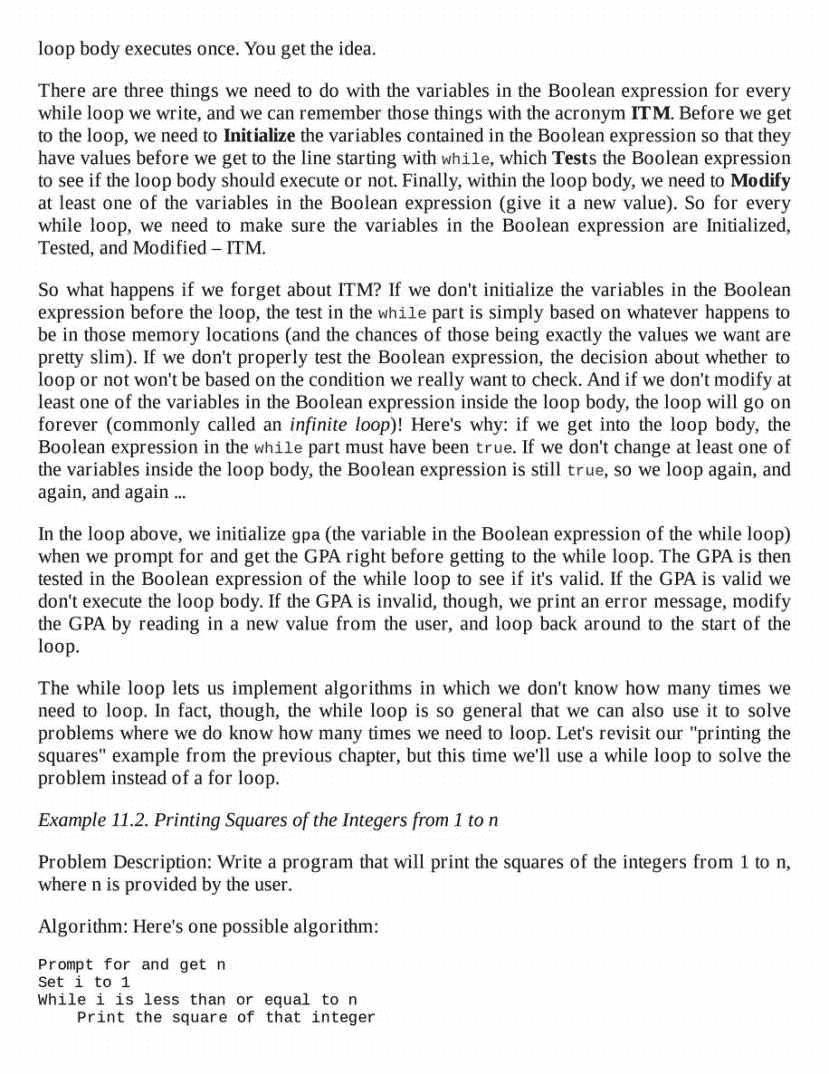 loop body executes once. You get the idea.
There are three things we need to do with the variables in the Boolean expression for every
while loop we write, and we can remember those things with the acronym ITM. Before we get
to the loop, we need to Initialize the variables contained in the Boolean expression so that they
have values before we get to the line starting with while, which Tests the Boolean expression
to see if the loop body should execute or not. Finally, within the loop body, we need to Modify
at least one of the variables in the Boolean expression (give it a new value). So for every
while loop, we need to make sure the variables in the Boolean expression are Initialized,
Tested, and Modified – ITM.
So what happens if we forget about ITM? If we don't initialize the variables in the Boolean
expression before the loop, the test in the while part is simply based on whatever happens to
be in those memory locations (and the chances of those being exactly the values we want are
pretty slim). If we don't properly test the Boolean expression, the decision about whether to
loop or not won't be based on the condition we really want to check. And if we don't modify at
least one of the variables in the Boolean expression inside the loop body, the loop will go on
forever (commonly called an infinite loop)! Here's why: if we get into the loop body, the
Boolean expression in the while part must have been true. If we don't change at least one of
the variables inside the loop body, the Boolean expression is still true, so we loop again, and
again, and again ...
In the loop above, we initialize gpa (the variable in the Boolean expression of the while loop)
when we prompt for and get the GPA right before getting to the while loop. The GPA is then
tested in the Boolean expression of the while loop to see if it's valid. If the GPA is valid we
don't execute the loop body. If the GPA is invalid, though, we print an error message, modify
the GPA by reading in a new value from the user, and loop back around to the start of the
loop.
The while loop lets us implement algorithms in which we don't know how many times we
need to loop. In fact, though, the while loop is so general that we can also use it to solve
problems where we do know how many times we need to loop. Let's revisit our "printing the
squares" example from the previous chapter, but this time we'll use a while loop to solve the
problem instead of a for loop.
Example 11.2. Printing Squares of the Integers from 1 to n
Problem Description: Write a program that will print the squares of the integers from 1 to n,
where n is provided by the user.
Algorithm: Here's one possible algorithm:
Prompt for and get n
Set i to 1
While i is less than or equal to n
    Print the square of that integer